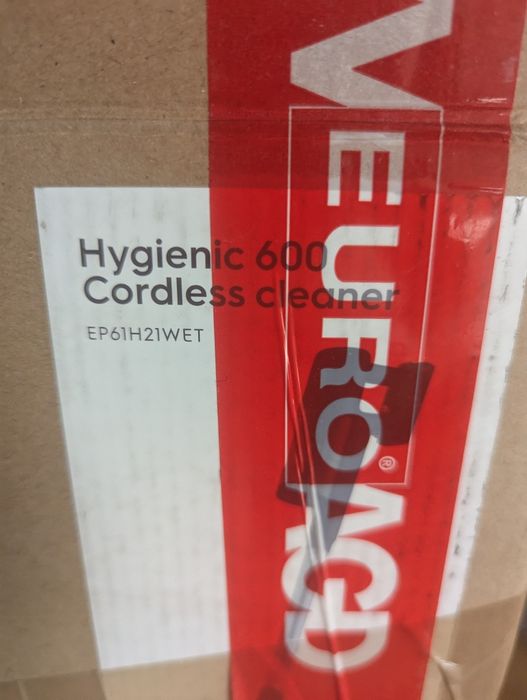 Hygienic 600
Cordless cleaner
EP61H21WET
EURO®
AGD